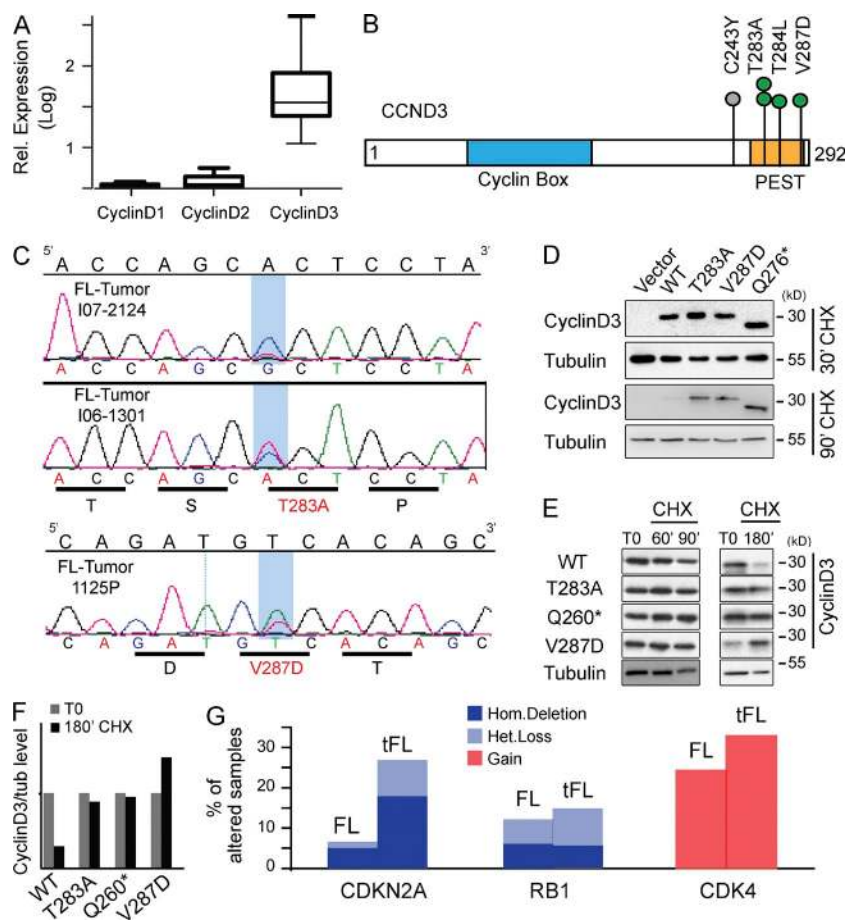 A
Rel. Expression
(Log)
2
1
CyclinD1 CyclinD2 CyclinD3
B
C243Y
T283A
T284L
V287D
CCND3
1
292
Cyclin Box
PEST
C
5' 3'
A C C A G C A C T C C T A
FL-Tumor
I07-2124
A C C A G C G C T C C T A
FL-Tumor
I06-1301
A C C A G C A C T C C T A
T S T283A P
5' 3'
C A G A T G T C A C A G C
FL-Tumor
1125P
C A G A T G T C A C A G C
D V287D T
D
Vector
WT
T283A
V287D
Q276*
(kD)
CyclinD3 30
Tubulin 55
30' CHX
CyclinD3 30
Tubulin 55
90' CHX
E
CHX CHX
T0 60' 90' T0 180' (kD)
WT 30
T283A 30
Q260* 30
V287D 30
Tubulin 55
CyclinD3
F
T0
180' CHX
CyclinD3/tub level
WT
T283A
Q260*
V287D
G
Hom.Deletion
Het.Loss
Gain
% of
altered samples
30
20
10
0
FL tFL
FL tFL
FL tFL
CDKN2A RB1 CDK4